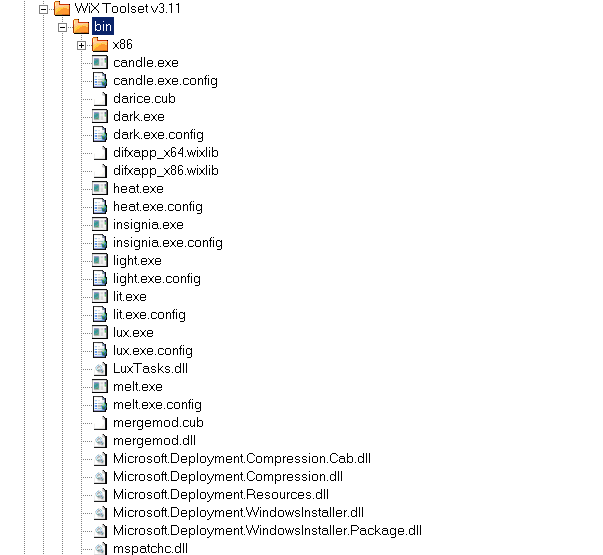 WiX Toolset v3.11
bin
x86
candle.exe
candle.exe.config
darice.cub
dark.exe
dark.exe.config
difxapp_x64.wixlib
difxapp_x86.wixlib
heat.exe
heat.exe.config
insignia.exe
insignia.exe.config
light.exe
light.exe.config
lit.exe
lit.exe.config
lux.exe
lux.exe.config
LuxTasks.dll
melt.exe
melt.exe.config
mergemod.cub
mergemod.dll
Microsoft.Deployment.Compression.Cab.dll
Microsoft.Deployment.Compression.dll
Microsoft.Deployment.Resources.dll
Microsoft.Deployment.WindowsInstaller.dll
Microsoft.Deployment.WindowsInstaller.Package.dll
mspatchc.dll